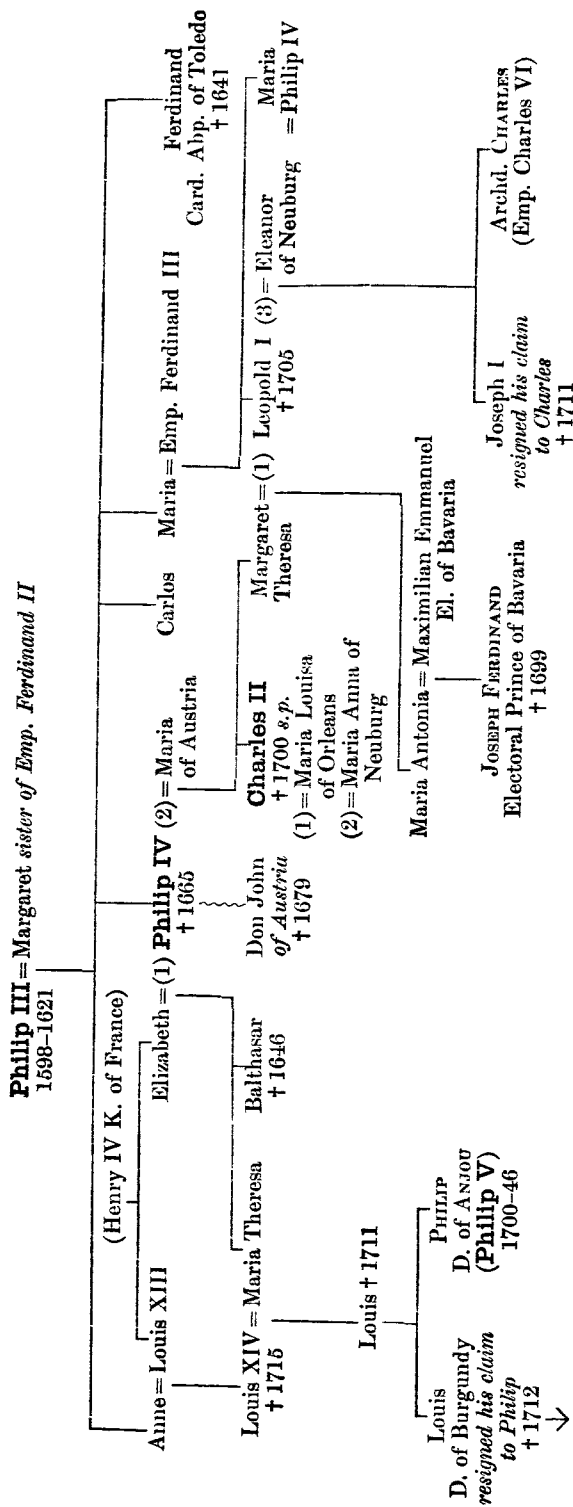 Philip III = Margaret sister of Emp. Ferdinand II
1598–1621
(Henry IV K. of France)
Anne = Louis XIII
Elizabeth = (1) Philip IV (2) = Maria
† 1665
of Austria
Carlos
Maria = Emp. Ferdinand III
Ferdinand
Card. Abp. of Toledo
† 1641
Louis XIV = Maria Theresa
† 1715
Balthasar
† 1646
Don John
of Austria
† 1679
Charles II
† 1700 s.p.
(1) = Maria Louisa
of Orleans
(2) = Maria Anna of
Neuburg
Margaret = (1) Leopold I (3) = Eleanor
Theresa
† 1705
of Neuburg
Maria
= Philip IV
Louis † 1711
Maria Antonia = Maximilian Emmanuel
El. of Bavaria
Louis
D. of Burgundy
resigned his claim
to Philip
† 1712
Philip
D. of Anjou
(Philip V)
1700–46
Joseph Ferdinand
Electoral Prince of Bavaria
† 1699
Joseph I
resigned his claim
to Charles
† 1711
Archd. Charles
(Emp. Charles VI)